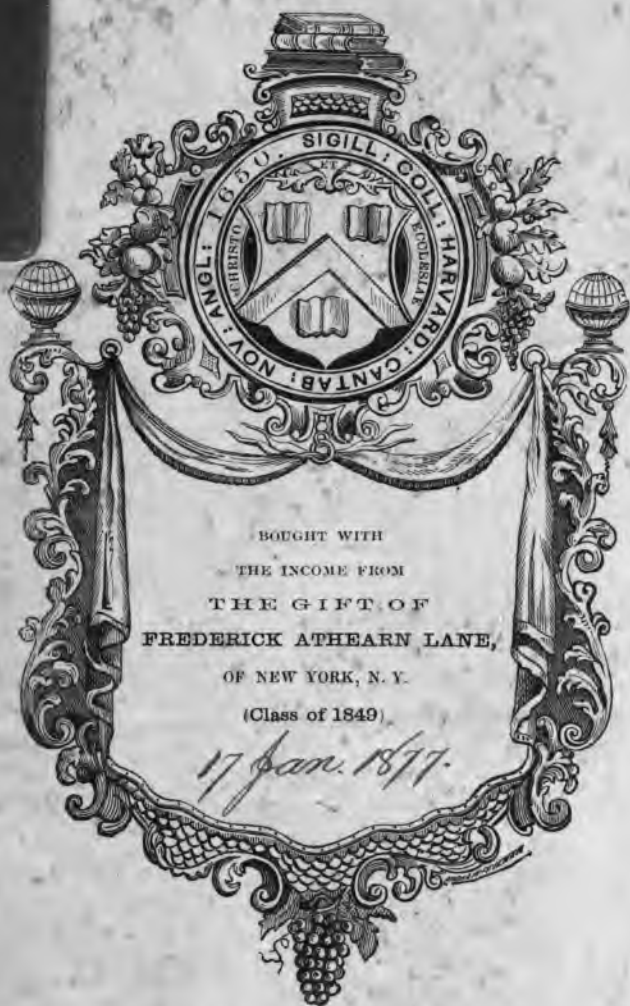 SIGILL: COLL: HARVARD: CANTAB: NOV: ANGL: 1650.
ET
CHRISTO
ECCLESIAE
BOUGHT WITH
THE INCOME FROM
THE GIFT OF
FREDERICK ATHEARN LANE,
OF NEW YORK, N. Y.
(Class of 1849)
17 Jan. 1877.